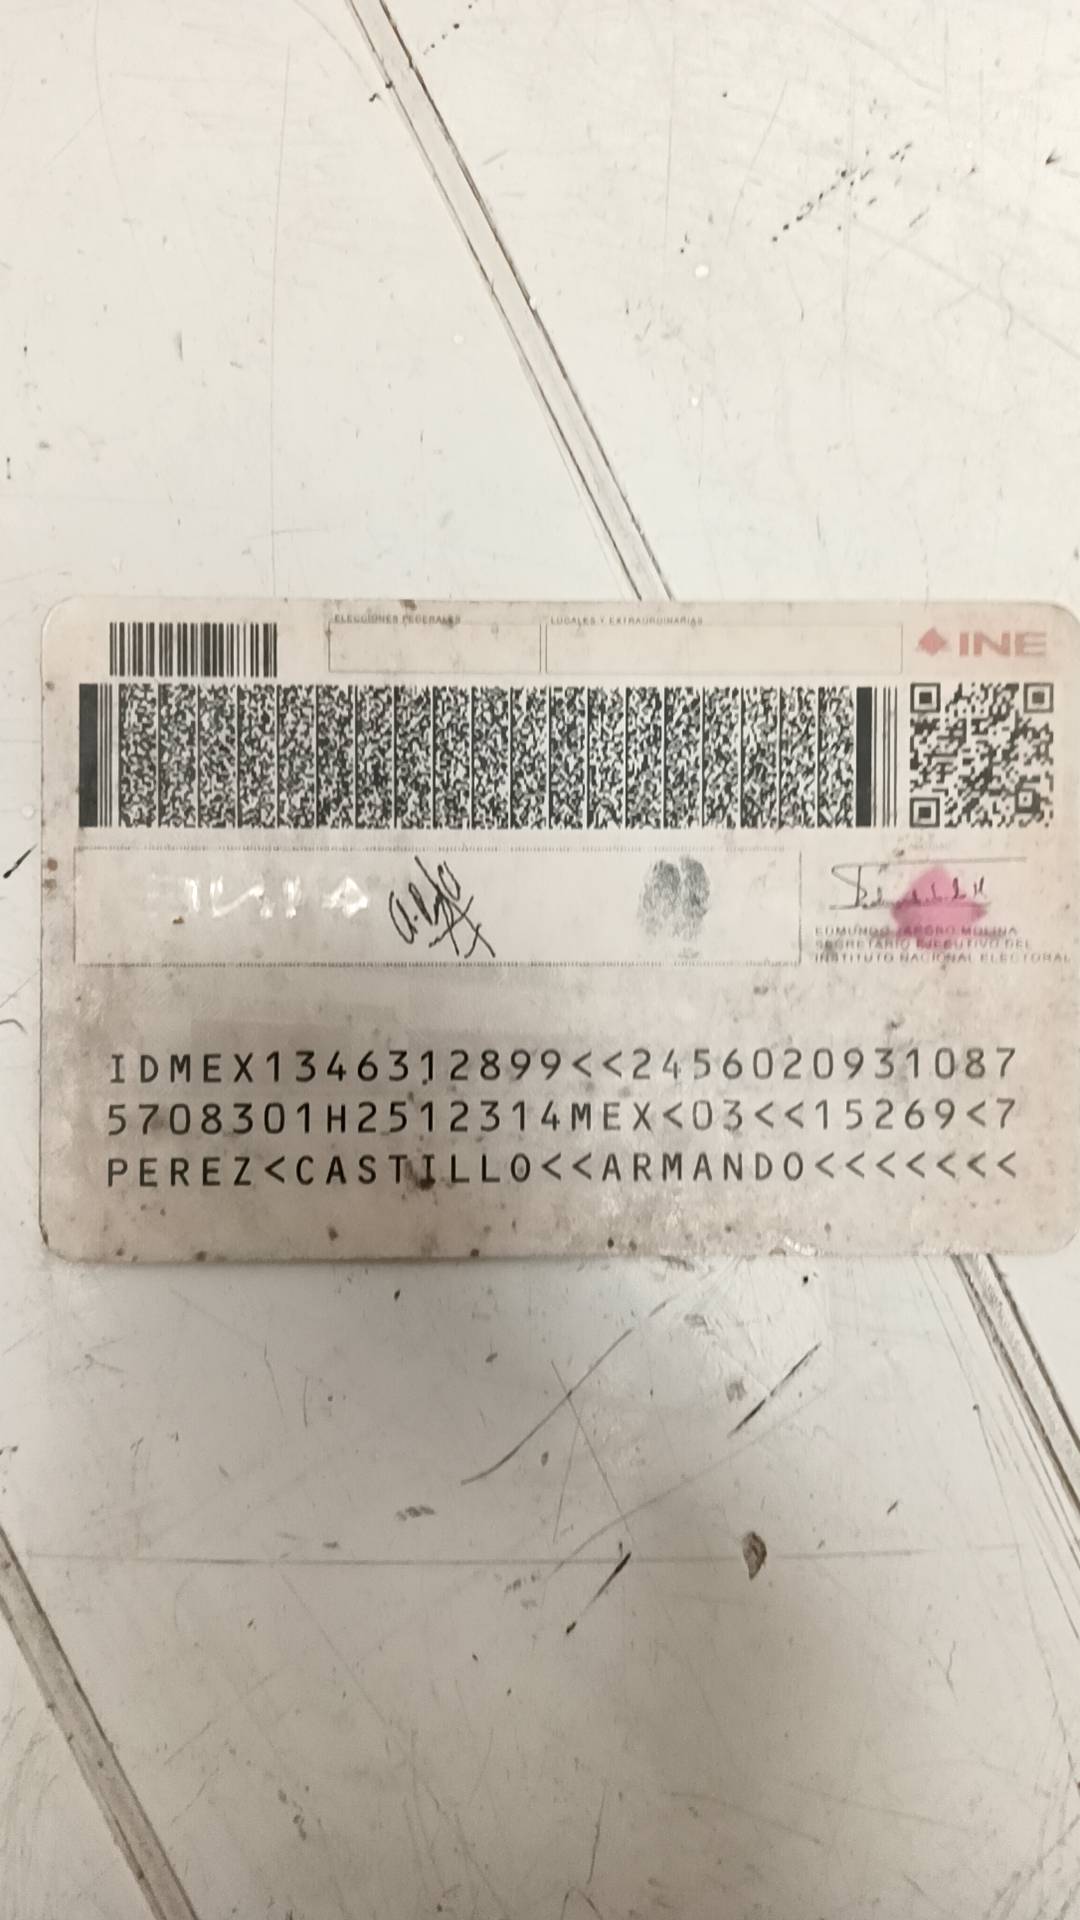 ELECCIONES FEDERALES
LOCALES Y EXTRAORDINARIAS
INE
EDMUNDO JACOBO MOLINA
SECRETARIO EJECUTIVO DEL
INSTITUTO NACIONAL ELECTORAL
IDMEX1346312899<<2456020931087
5708301H2512314MEX<03<<15269<7
PEREZ<CASTILLO<<ARMANDO<<<<<<<